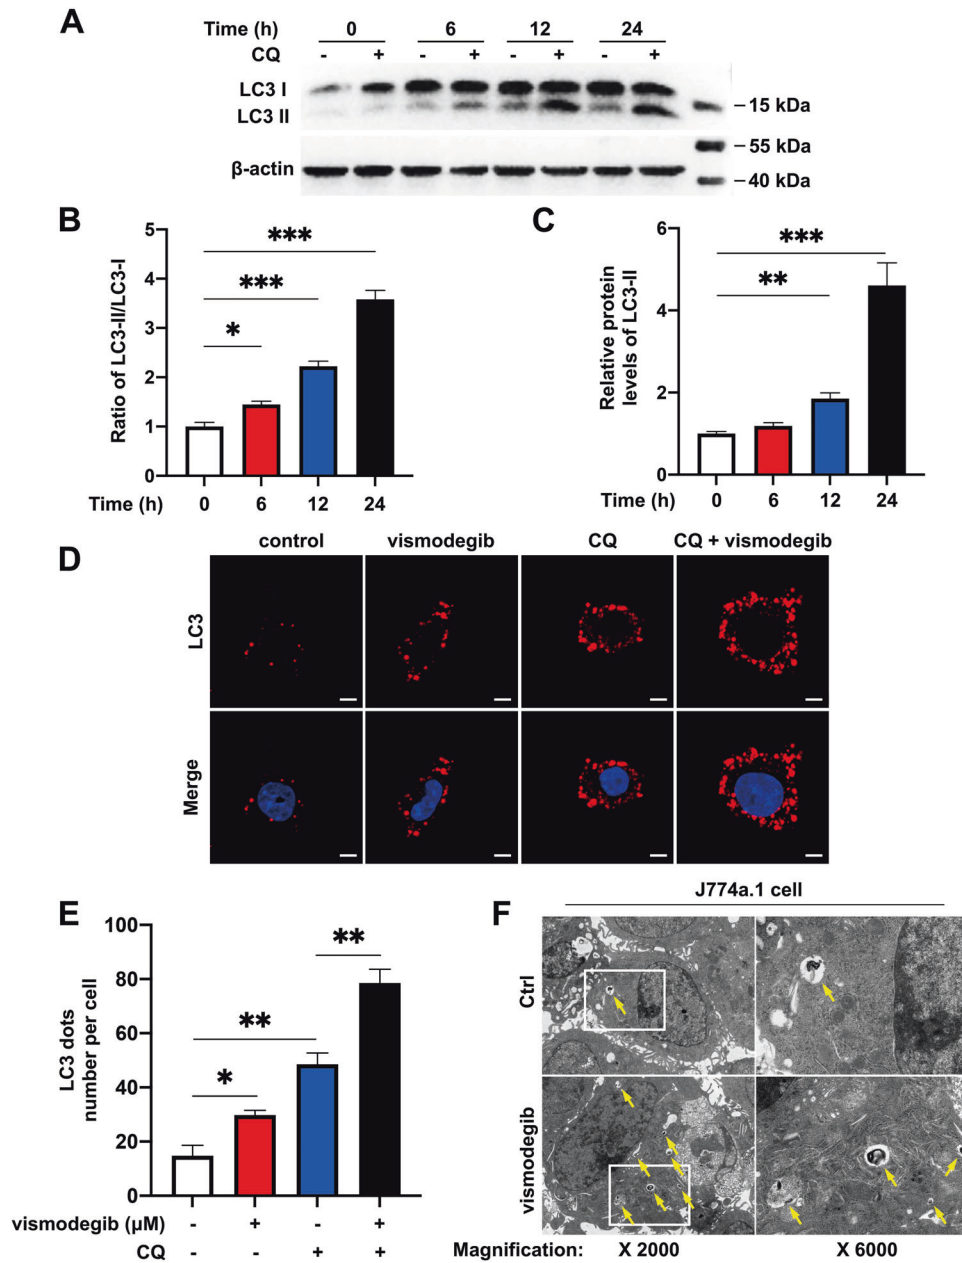 A
Time (h) 0 6 12 24
CQ - + - + - + - +
LC3 I
LC3 II
β-actin
15 kDa
55 kDa
40 kDa
B
Ratio of LC3-II/LC3-I
5
4
3
2
1
0
***
***
*
Time (h) 0 6 12 24
C
Relative protein
levels of LC3-II
6
4
2
0
***
**
Time (h) 0 6 12 24
D
control vismodegib CQ CQ + vismodegib
LC3
Merge
E
LC3 dots
number per cell
100
80
60
40
20
0
**
**
*
vismodegib (μM) - + - +
CQ - - + +
F
J774a.1 cell
Ctrl
vismodegib
Magnification: X 2000 X 6000